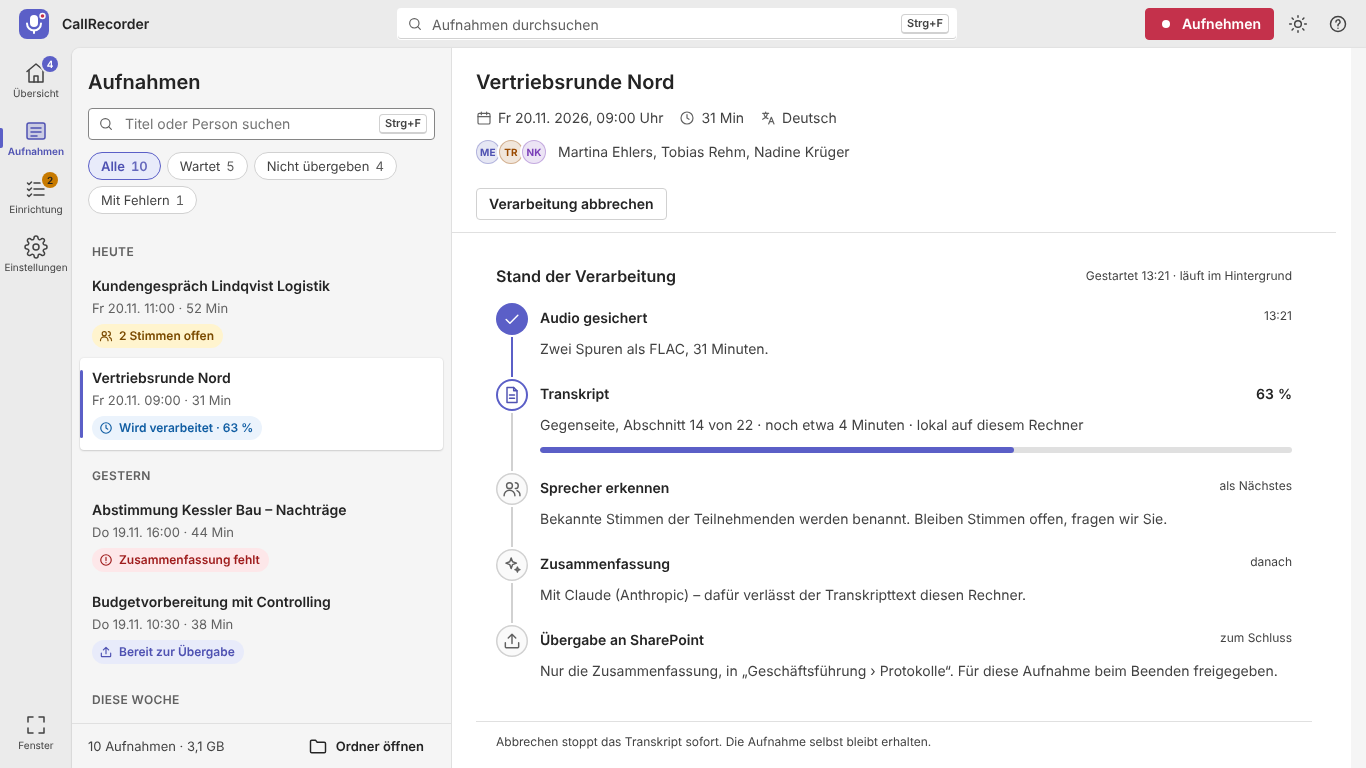 CallRecorder
Aufnahmen durchsuchen
Strg+F
Aufnehmen
4
Übersicht
Aufnahmen
2
Einrichtung
Einstellungen
Fenster
Aufnahmen
Titel oder Person suchen
Strg+F
Alle 10
Wartet 5
Nicht übergeben 4
Mit Fehlern 1
HEUTE
Kundengespräch Lindqvist Logistik
Fr 20.11. 11:00 · 52 Min
2 Stimmen offen
Vertriebsrunde Nord
Fr 20.11. 09:00 · 31 Min
Wird verarbeitet · 63 %
GESTERN
Abstimmung Kessler Bau – Nachträge
Do 19.11. 16:00 · 44 Min
Zusammenfassung fehlt
Budgetvorbereitung mit Controlling
Do 19.11. 10:30 · 38 Min
Bereit zur Übergabe
DIESE WOCHE
10 Aufnahmen · 3,1 GB
Ordner öffnen
Vertriebsrunde Nord
Fr 20.11. 2026, 09:00 Uhr
31 Min
Deutsch
ME TR NK Martina Ehlers, Tobias Rehm, Nadine Krüger
Verarbeitung abbrechen
Stand der Verarbeitung
Gestartet 13:21 · läuft im Hintergrund
Audio gesichert
13:21
Zwei Spuren als FLAC, 31 Minuten.
Transkript
63 %
Gegenseite, Abschnitt 14 von 22 · noch etwa 4 Minuten · lokal auf diesem Rechner
Sprecher erkennen
als Nächstes
Bekannte Stimmen der Teilnehmenden werden benannt. Bleiben Stimmen offen, fragen wir Sie.
Zusammenfassung
danach
Mit Claude (Anthropic) – dafür verlässt der Transkripttext diesen Rechner.
Übergabe an SharePoint
zum Schluss
Nur die Zusammenfassung, in „Geschäftsführung › Protokolle“. Für diese Aufnahme beim Beenden freigegeben.
Abbrechen stoppt das Transkript sofort. Die Aufnahme selbst bleibt erhalten.